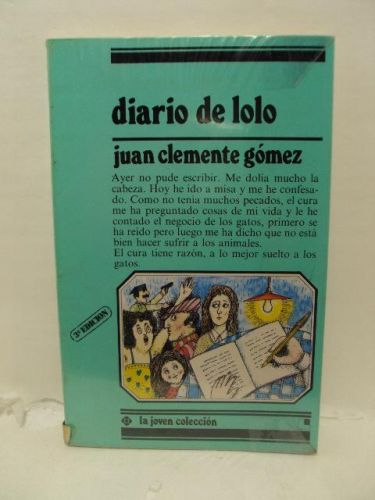 diario de lolo
juan clemente gómez
Ayer no pude escribir. Me dolía mucho la
cabeza. Hoy he ido a misa y me he confesa-
do. Como no tenía muchos pecados, el cura
me ha preguntado cosas de mi vida y le he
contado el negocio de los gatos, primero se
ha reído pero luego me ha dicho que no está
bien hacer sufrir a los animales.
El cura tiene razón, a lo mejor suelto a los
gatos.
3ª EDICION
la joven colección